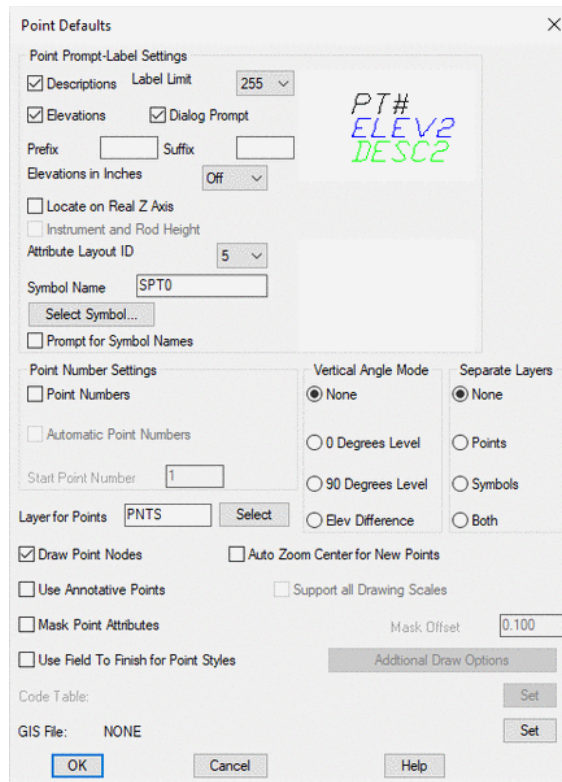 Point Defaults
Point Prompt-Label Settings
Descriptions Label Limit 255
Elevations Dialog Prompt
Prefix Suffix
Elevations in Inches Off
Locate on Real Z Axis
Instrument and Rod Height
Attribute Layout ID 5
Symbol Name SPT0
Select Symbol...
Prompt for Symbol Names
PT#
ELEV2
DESC2
Point Number Settings
Point Numbers
Automatic Point Numbers
Start Point Number 1
Vertical Angle Mode
None
0 Degrees Level
90 Degrees Level
Elev Difference
Separate Layers
None
Points
Symbols
Both
Layer for Points PNTS Select
Draw Point Nodes Auto Zoom Center for New Points
Use Annotative Points Support all Drawing Scales
Mask Point Attributes Mask Offset 0.100
Use Field To Finish for Point Styles Addtional Draw Options
Code Table: Set
GIS File: NONE Set
OK Cancel Help